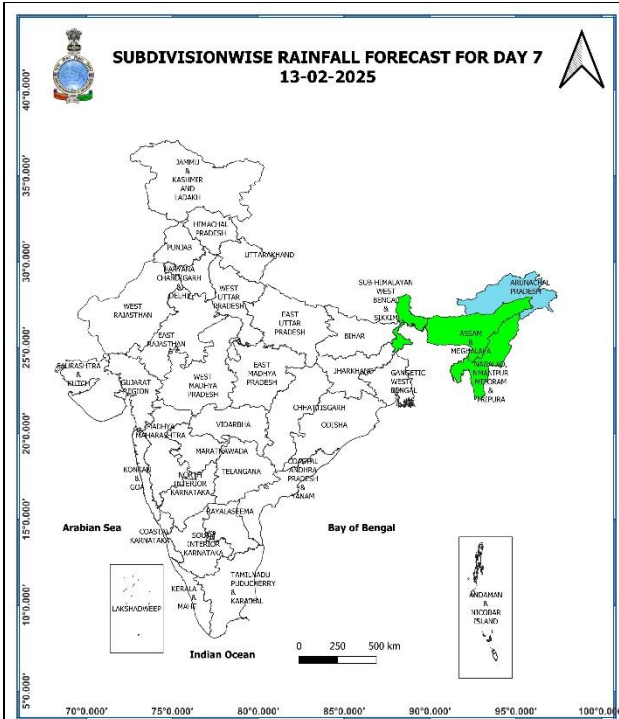 SUBDIVISIONWISE RAINFALL FORECAST FOR DAY 7
13-02-2025
40°0.000'
35°0.000'
30°0.000'
25°0.000'
20°0.000'
15°0.000'
10°0.000'
5°0.000'
JAMMU
&
KASHMIR
AND
LADAKH
HIMACHAL
PRADESH
PUNJAB
UTTARAKHAND
HARYANA
CHANDIGARH
&
DELHI
WEST
UTTAR
PRADESH
SUB-HIMALAYAN
WEST
BENGAL
&
SIKKIM
ARUNACHAL
PRADESH
WEST
RAJASTHAN
EAST
RAJASTHAN
EAST
UTTAR
PRADESH
BIHAR
ASSAM
&
MEGHALAYA
SAURASHTRA
&
KUTCH
GUJARAT
REGION
WEST
MADHYA
PRADESH
EAST
MADHYA
PRADESH
JHARKHAND
GANGETIC
WEST
BENGAL
MIZORAM
&
TRIPURA
CHHATTISGARH
ODISHA
MADHYA
MAHARASHTRA
VIDARBHA
MARATHWADA
KONKAN
&
GOA
NORTH
INTERIOR
KARNATAKA
TELANGANA
COASTAL
ANDHRA
PRADESH
&
YANAM
RAYALASEEMA
Arabian Sea
Bay of Bengal
COASTAL
KARNATAKA
SOUTH
INTERIOR
KARNATAKA
LAKSHADWEEP
KERALA
&
MAHE
TAMILNADU
PUDUCHERRY
&
KARAIKAL
ANDAMAN
&
NICOBAR
ISLAND
Indian Ocean
0 250 500 km
70°0.000' 75°0.000' 80°0.000' 85°0.000' 90°0.000' 95°0.000' 100°0.000'